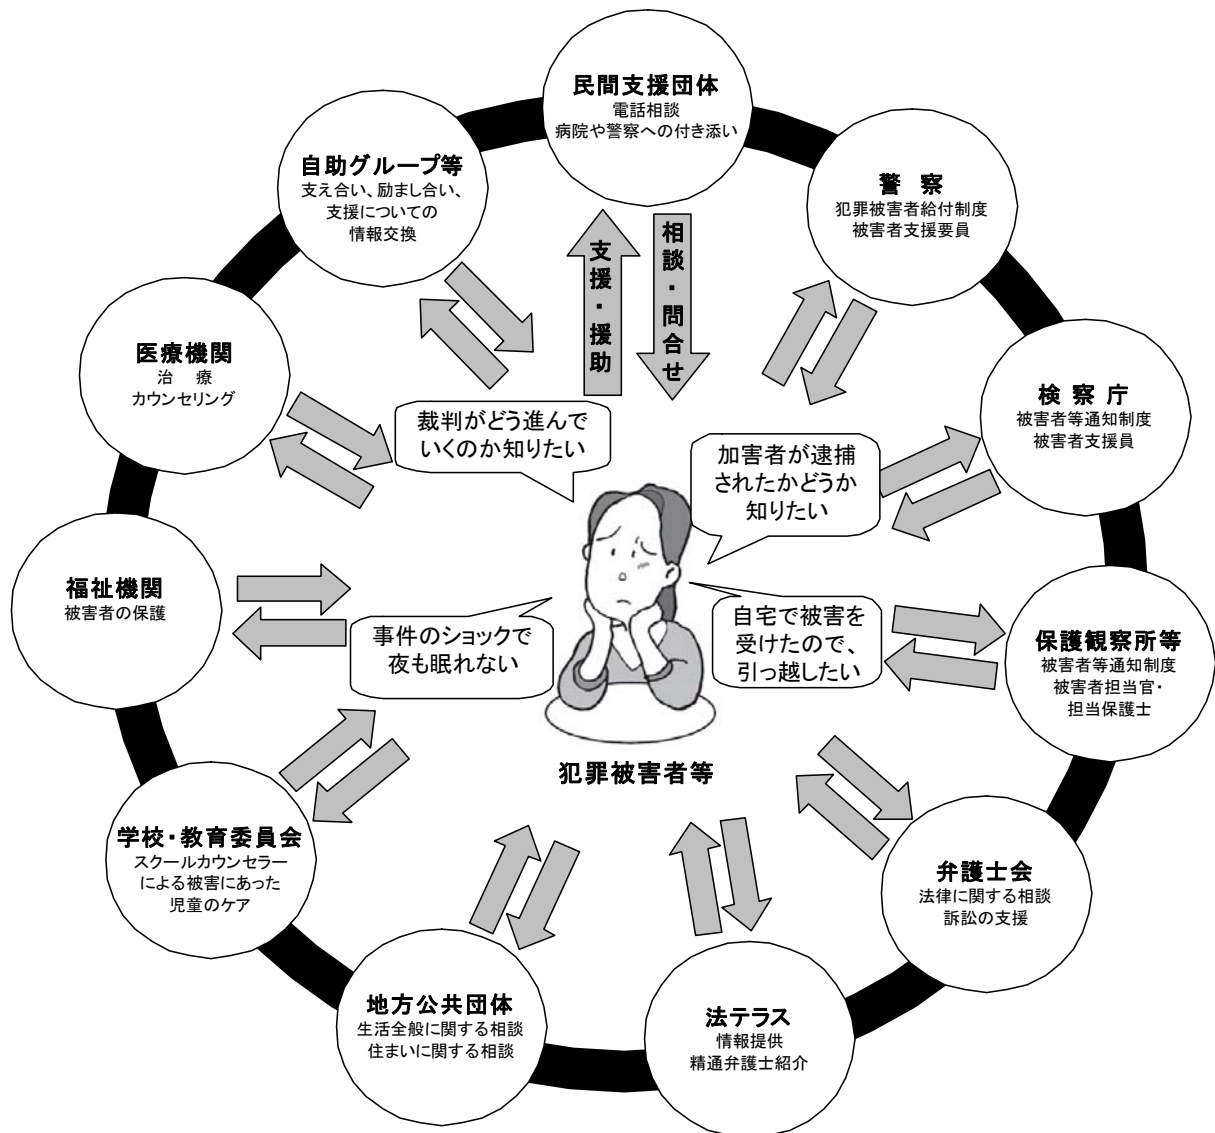 民間支援団体
電話相談
病院や警察への付き添い
自助グループ等
支え合い、励まし合い、
支援についての
情報交換
警 察
犯罪被害者給付制度
被害者支援要員
支援・援助
相談・問合せ
医療機関
治 療
カウンセリング
検 察 庁
被害者等通知制度
被害者支援員
裁判がどう進んで
いくのか知りたい
加害者が逮捕
されたかどうか
知りたい
福祉機関
被害者の保護
事件のショックで
夜も眠れない
自宅で被害を
受けたので、
引っ越したい
保護観察所等
被害者等通知制度
被害者担当官・
担当保護士
犯罪被害者等
学校・教育委員会
スクールカウンセラー
による被害にあった
児童のケア
弁護士会
法律に関する相談
訴訟の支援
地方公共団体
生活全般に関する相談
住まいに関する相談
法テラス
情報提供
精通弁護士紹介